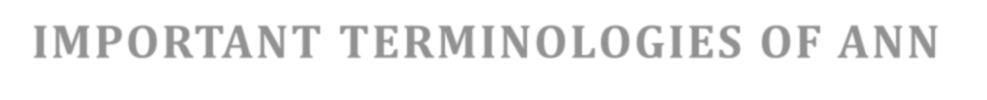 IMPORTANT TERMINOLOGIES OF ANN